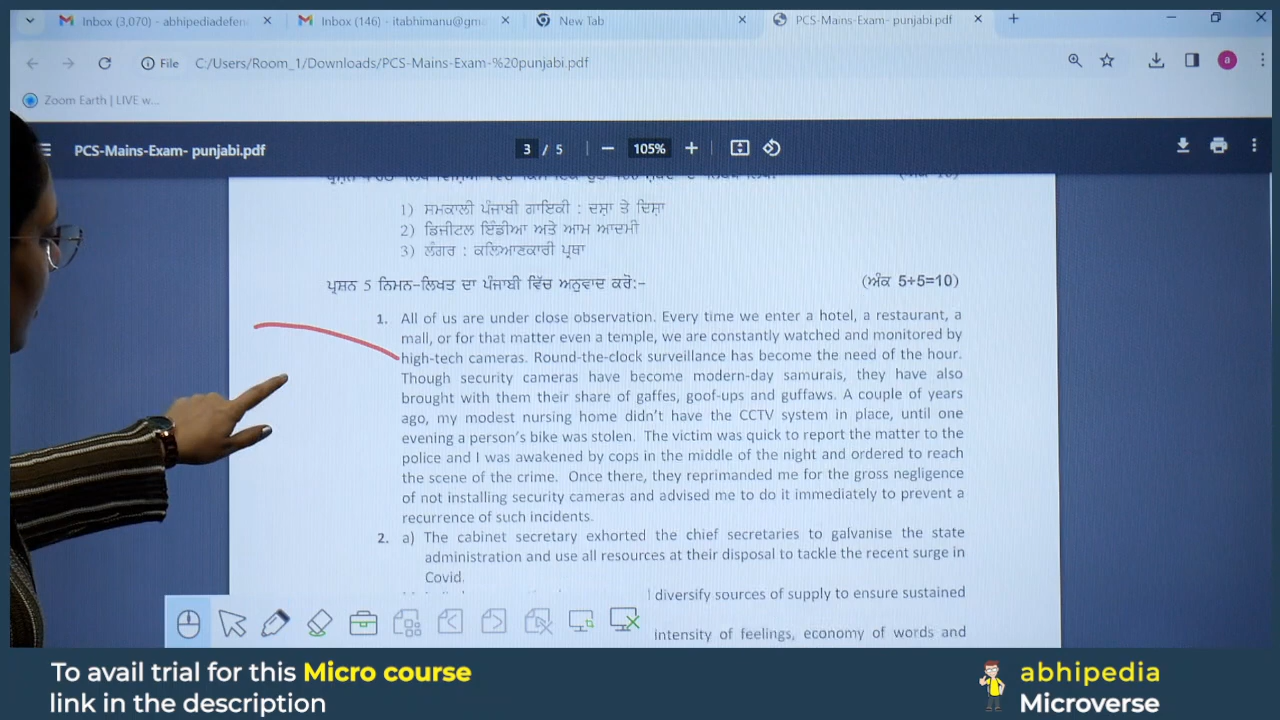 Inbox (3,070) - abhipediadefen
Inbox (146) - itabhimanu@gm
New Tab
PCS-Mains-Exam- punjabi.pdf
File C:/Users/Room_1/Downloads/PCS-Mains-Exam-%20punjabi.pdf
a
Zoom Earth | LIVE w...
PCS-Mains-Exam- punjabi.pdf
3 / 5
105%
1) ਸਮਕਾਲੀ ਪੰਜਾਬੀ ਗਾਇਕੀ : ਦਸ਼ਾ ਤੇ ਦਿਸ਼ਾ
2) ਡਿਜੀਟਲ ਇੰਡੀਆ ਅਤੇ ਆਮ ਆਦਮੀ
3) ਲੰਗਰ : ਕਲਿਆਣਕਾਰੀ ਪ੍ਰਥਾ
ਪ੍ਰਸ਼ਨ 5 ਨਿਮਨ-ਲਿਖਤ ਦਾ ਪੰਜਾਬੀ ਵਿੱਚ ਅਨੁਵਾਦ ਕਰੋ:- (ਅੰਕ 5÷5=10)
1. All of us are under close observation. Every time we enter a hotel, a restaurant, a
mall, or for that matter even a temple, we are constantly watched and monitored by
high-tech cameras. Round-the-clock surveillance has become the need of the hour.
Though security cameras have become modern-day samurais, they have also
brought with them their share of gaffes, goof-ups and guffaws. A couple of years
ago, my modest nursing home didn't have the CCTV system in place, until one
evening a person's bike was stolen. The victim was quick to report the matter to the
police and I was awakened by cops in the middle of the night and ordered to reach
the scene of the crime. Once there, they reprimanded me for the gross negligence
of not installing security cameras and advised me to do it immediately to prevent a
recurrence of such incidents.
2. a) The cabinet secretary exhorted the chief secretaries to galvanise the state
administration and use all resources at their disposal to tackle the recent surge in
Covid.
diversify sources of supply to ensure sustained
intensity of feelings, economy of words and
To avail trial for this Micro course
link in the description
abhipedia
Microverse